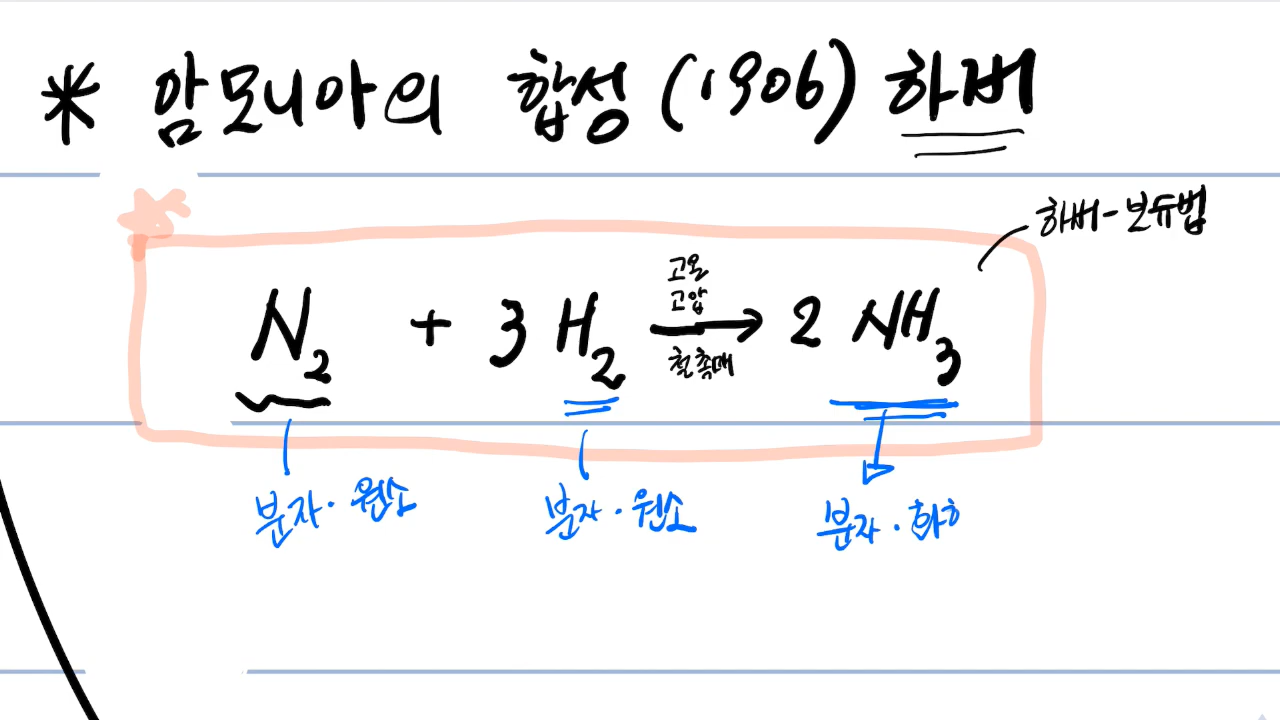 * 암모니아의 합성 (1906) 하버
하버-보슈법
고온
고압
N₂ + 3H₂ → 2NH₃
철촉매
분자·원소 분자·원소 분자·화ㅎ